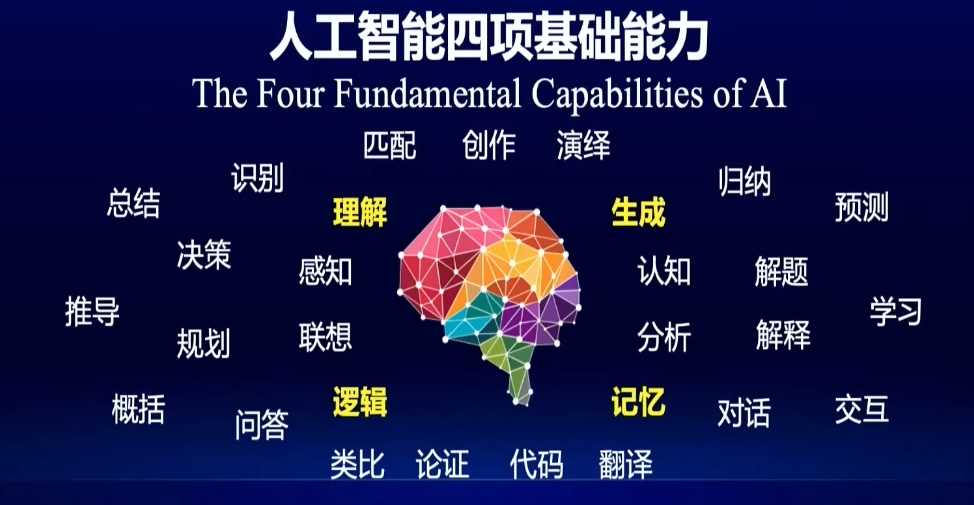 人工智能四项基础能力
The Four Fundamental Capabilities of AI
匹配 创作 演绎
识别 归纳
总结 理解 生成 预测
决策 感知 认知 解题
推导 学习
规划 联想 分析 解释
概括 逻辑 记忆 对话 交互
问答
类比 论证 代码 翻译